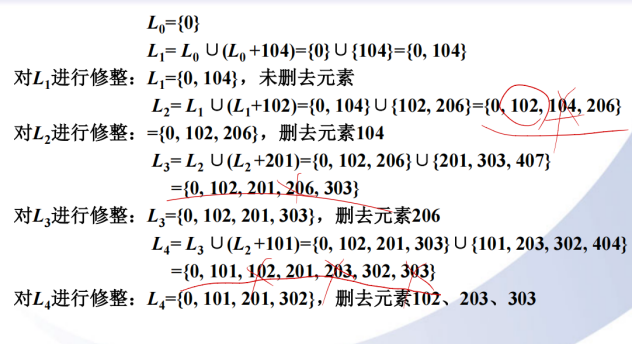 L₀={0}
L₁= L₀ ∪(L₀ +104)={0}∪{104}={0, 104}
对L₁进行修整：L₁={0, 104}，未删去元素
L₂= L₁ ∪(L₁+102)={0, 104}∪{102, 206}={0, 102, 104, 206}
对L₂进行修整：={0, 102, 206}，删去元素104
L₃= L₂ ∪(L₂ +201)={0, 102, 206}∪{201, 303, 407}
={0, 102, 201, 206, 303}
对L₃进行修整：L₃={0, 102, 201, 303}，删去元素206
L₄= L₃ ∪(L₂ +101)={0, 102, 201, 303}∪{101, 203, 302, 404}
={0, 101, 102, 201, 203, 302, 303}
对L₄进行修整：L₄={0, 101, 201, 302}，删去元素102、203、303